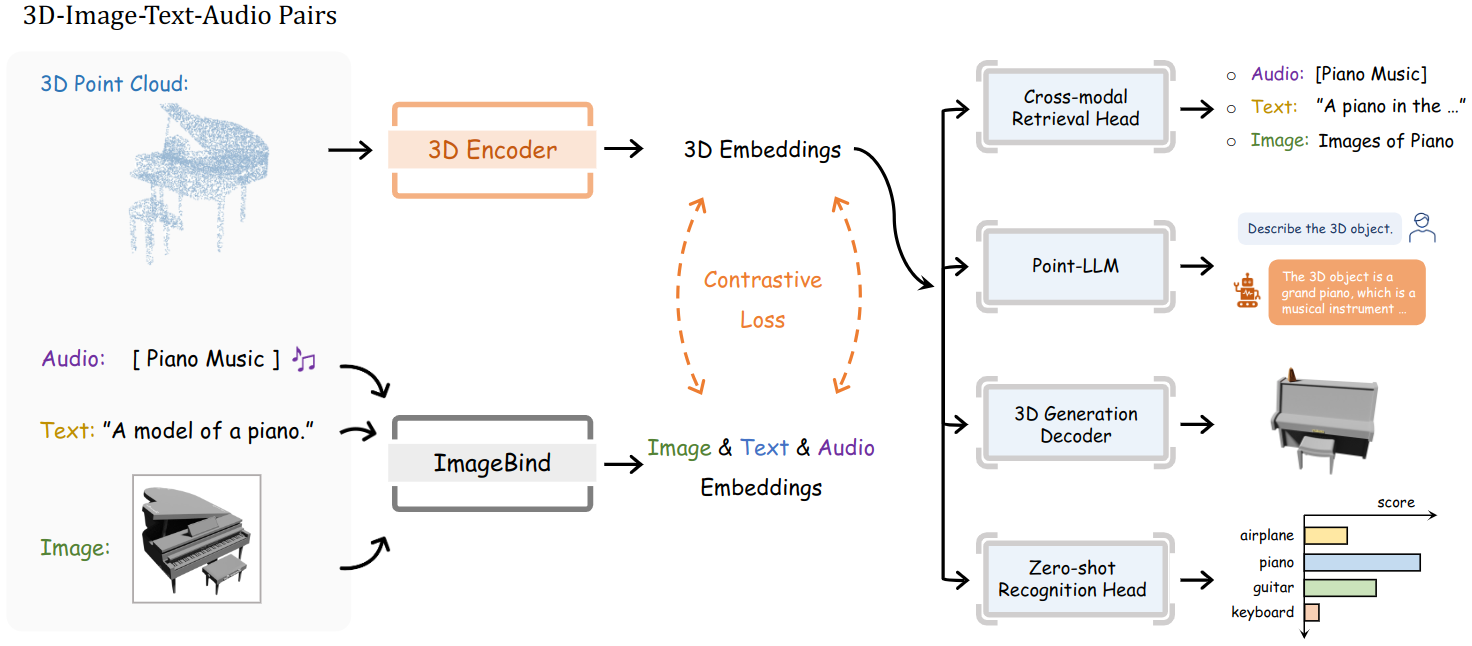 3D-Image-Text-Audio Pairs
3D Point Cloud:
3D Encoder
3D Embeddings
Contrastive
Loss
Audio: [ Piano Music ]
Text: "A model of a piano."
Image:
ImageBind
Image & Text & Audio
Embeddings
Cross-modal
Retrieval Head
Audio: [Piano Music]
Text: "A piano in the ..."
Image: Images of Piano
Point-LLM
Describe the 3D object.
The 3D object is a
grand piano, which is a
musical instrument ...
3D Generation
Decoder
Zero-shot
Recognition Head
score
airplane
piano
guitar
keyboard